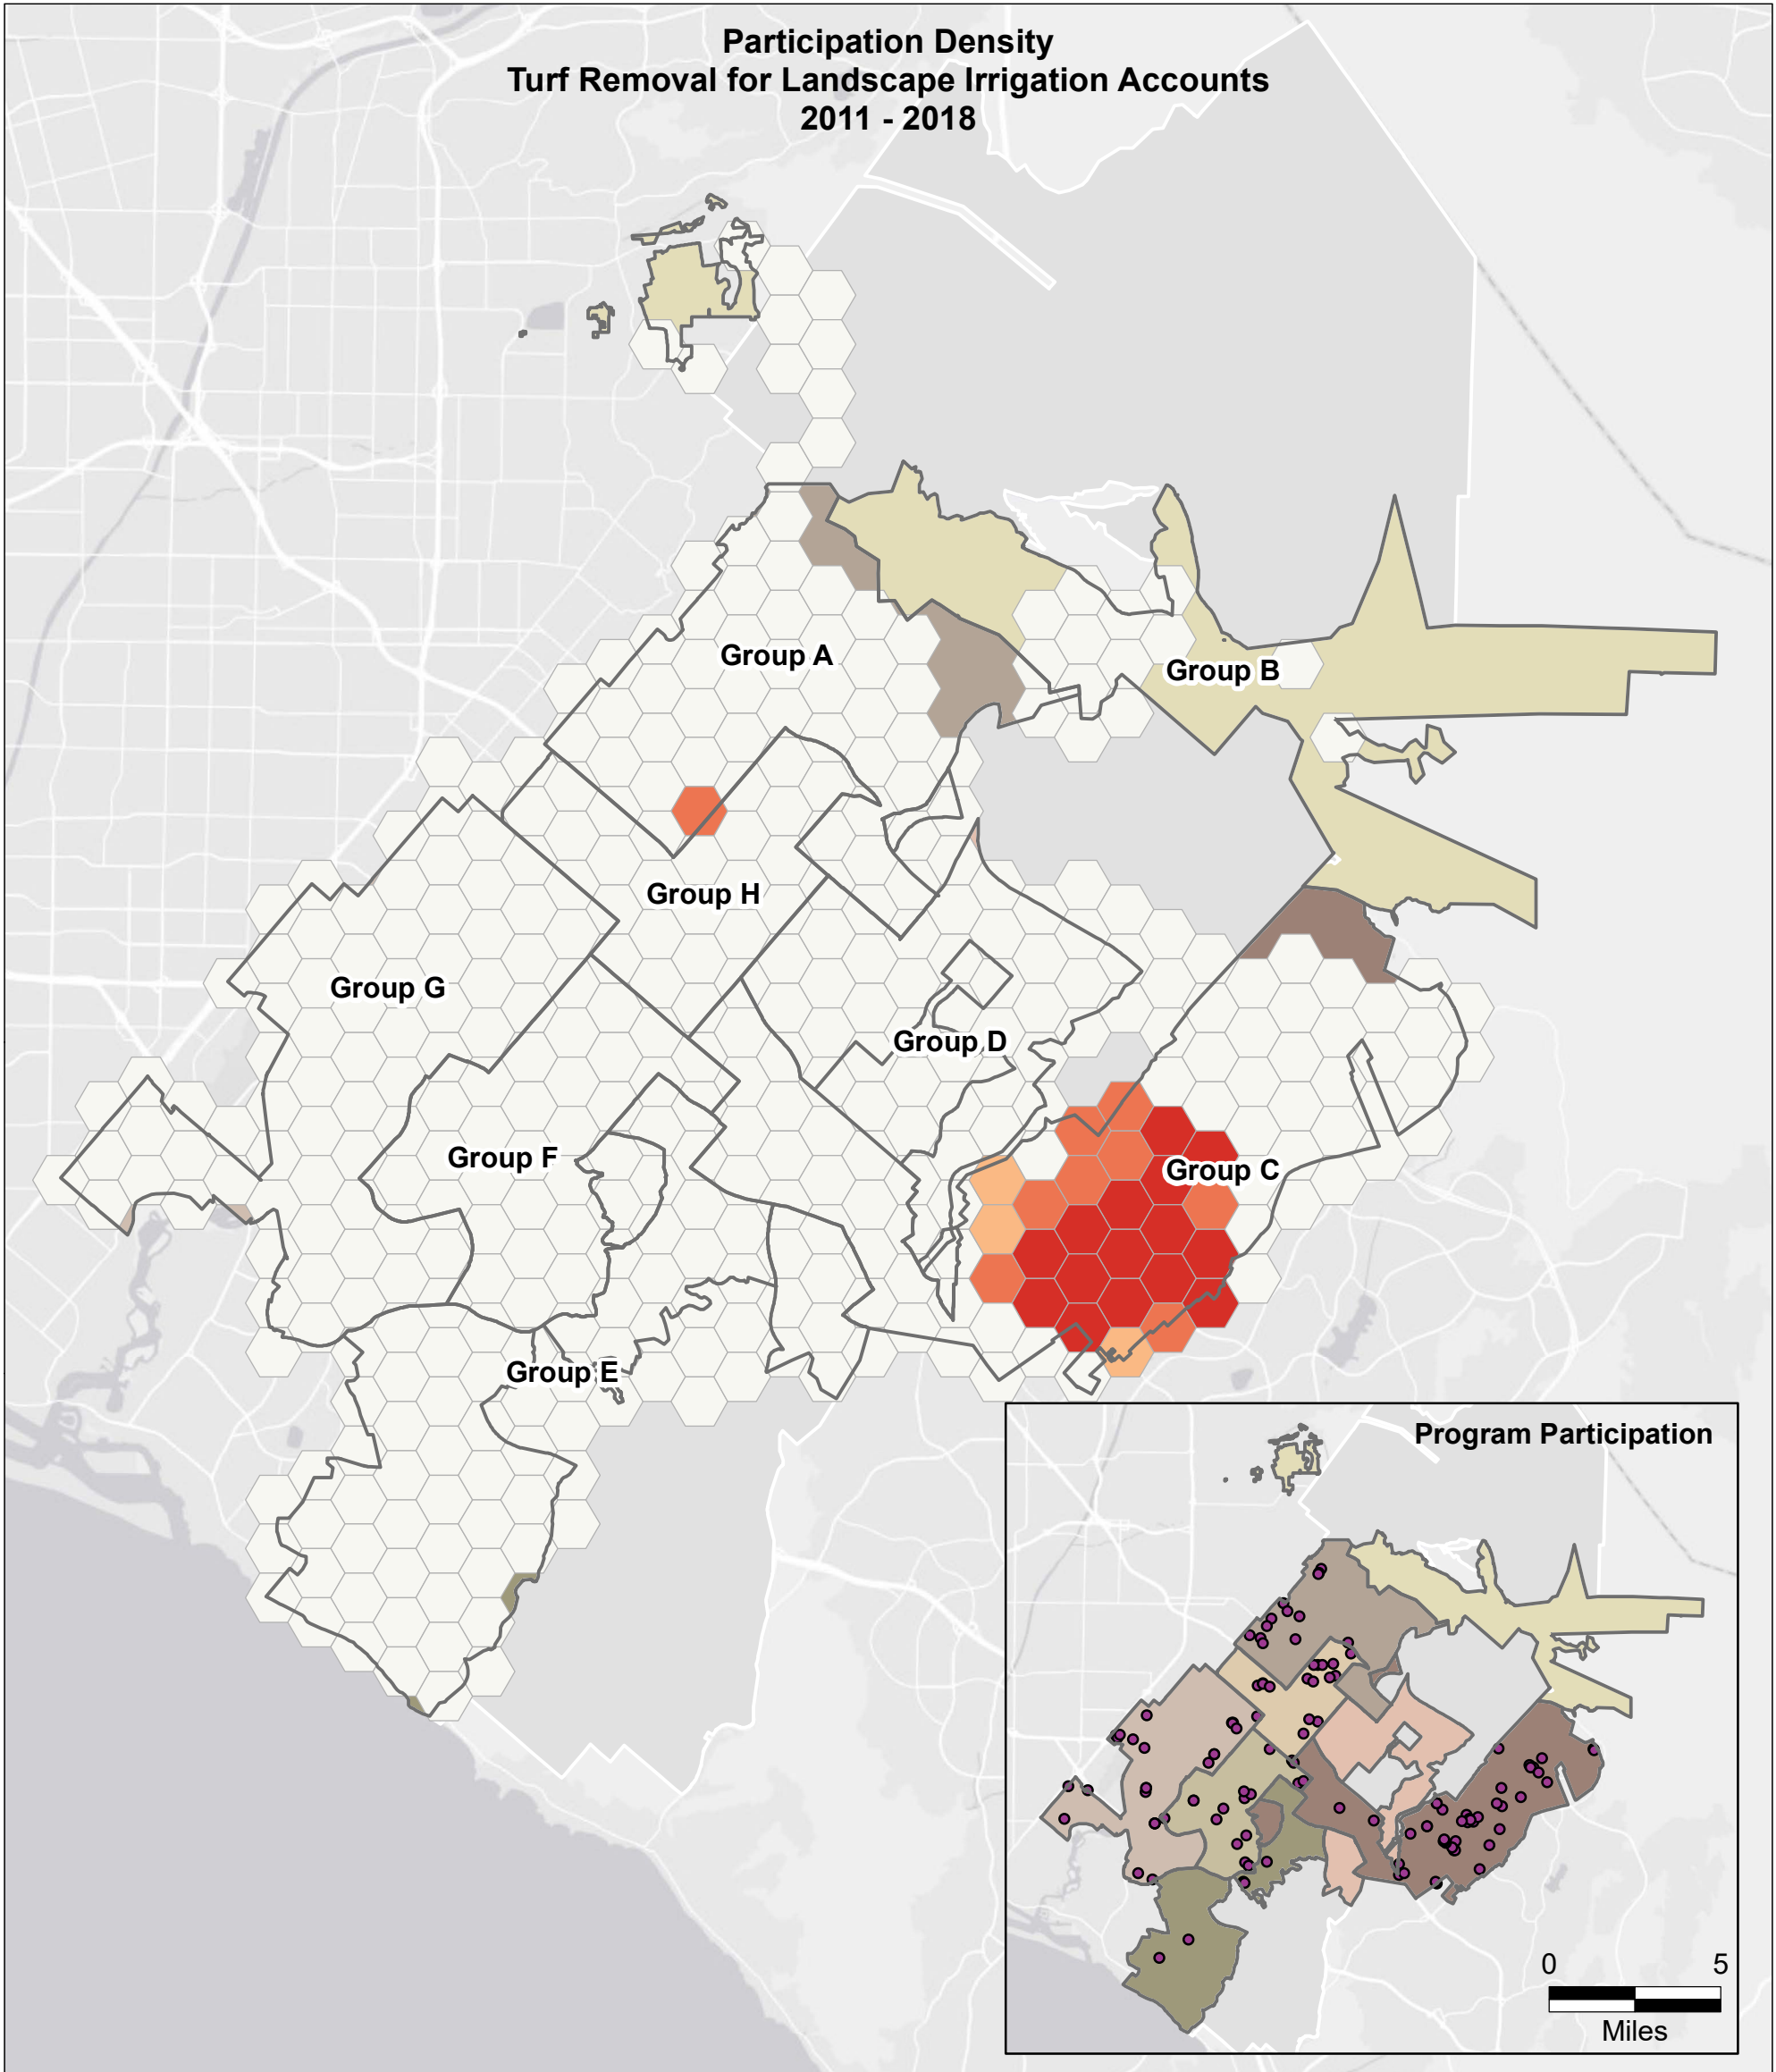 Participation Density
Turf Removal for Landscape Irrigation Accounts
2011 - 2018
Group A
Group B
Group H
Group G
Group D
Group F
Group C
Group E
Program Participation
0 5
Miles